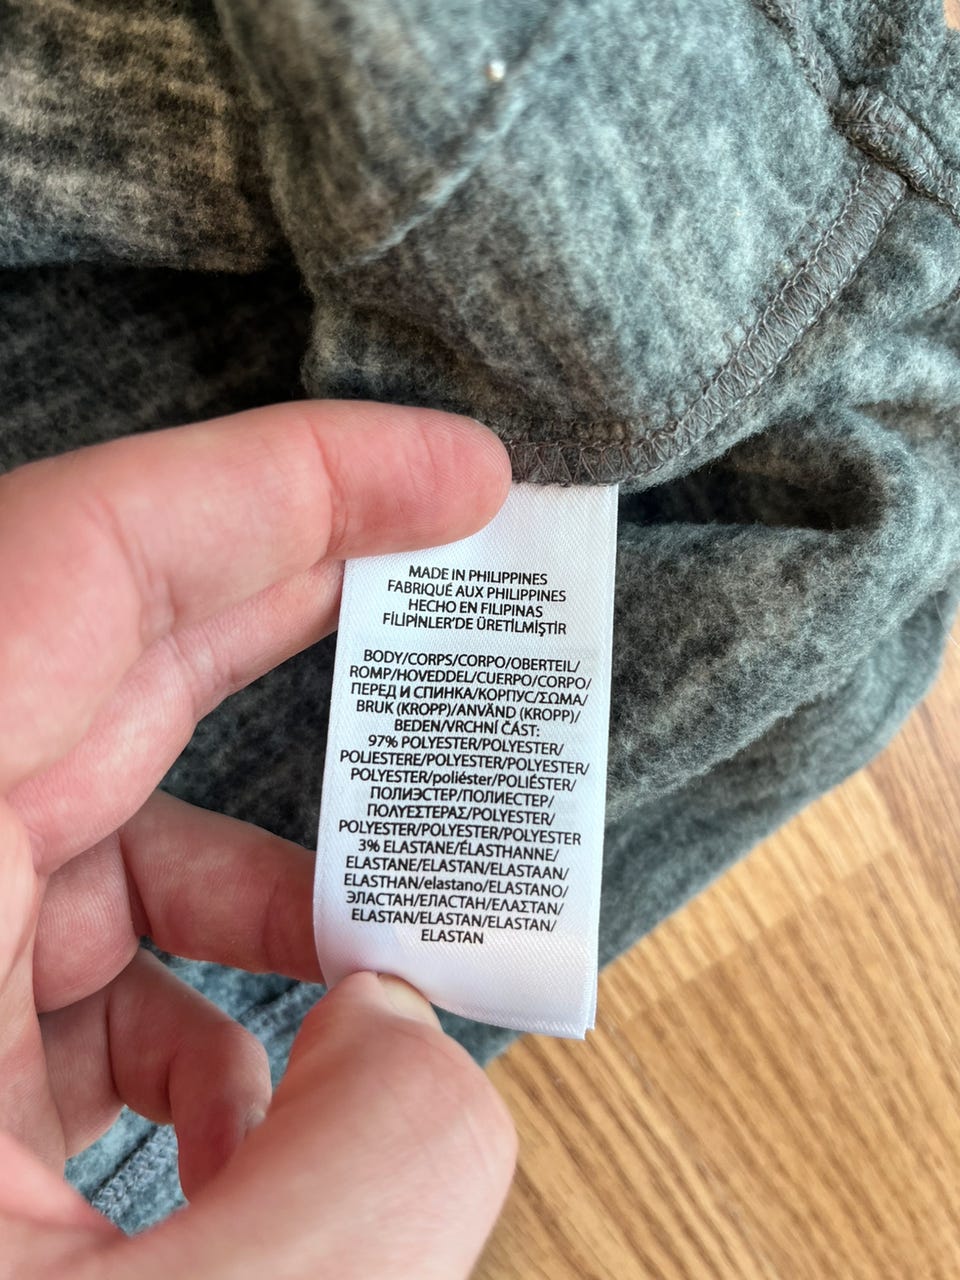 MADE IN PHILIPPINES
FABRIQUÉ AUX PHILIPPINES
HECHO EN FILIPINAS
FİLİPİNLER'DE ÜRETİLMİŞTİR
BODY/CORPS/CORPO/OBERTEIL/
ROMP/HOVEDDEL/CUERPO/CORPO/
ПЕРЕД И СПИНКА/КОРПУС/ΣΩΜΑ/
BRUK (KROPP)/ANVÄND (KROPP)/
BEDEN/VRCHNÍ ČÁST:
97% POLYESTER/POLYESTER/
POLIESTERE/POLYESTER/POLYESTER/
POLYESTER/poliéster/POLIÉSTER/
ПОЛИЭСТЕР/ПОЛИЕСТЕР/
ΠΟΛΥΕΣΤΕΡΑΣ/POLYESTER/
POLYESTER/POLYESTER/POLYESTER
3% ELASTANE/ÉLASTHANNE/
ELASTANE/ELASTAN/ELASTAAN/
ELASTHAN/elastano/ELASTANO/
ЭЛАСТАН/ЕЛАСТАН/ΕΛΑΣΤΑΝ/
ELASTAN/ELASTAN/ELASTAN/
ELASTAN